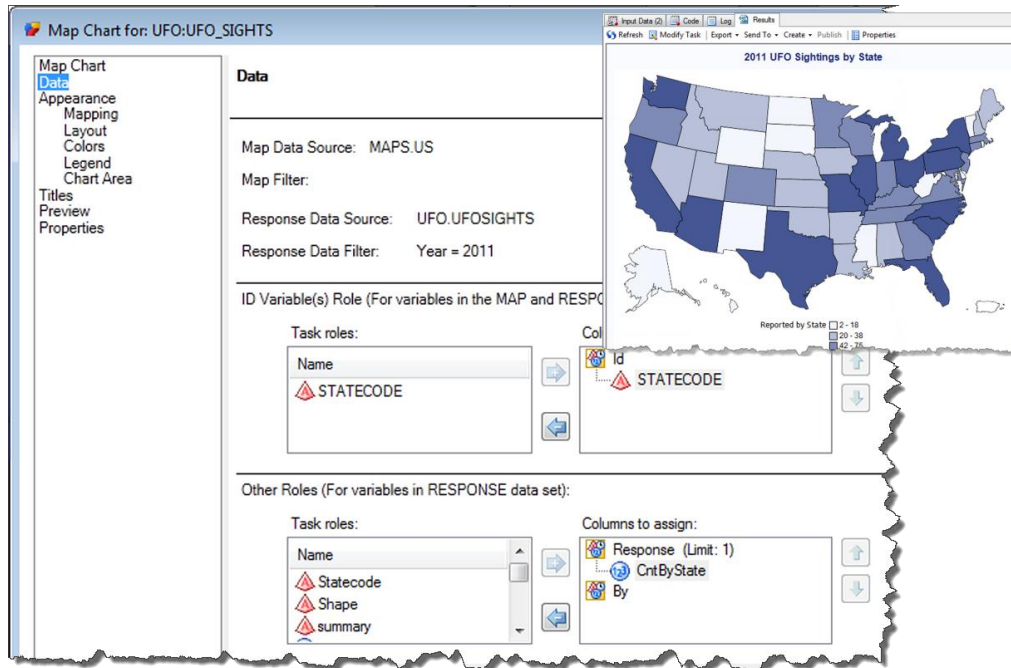 Map Chart for: UFO:UFO_SIGHTS
Map Chart
Data
Appearance
Mapping
Layout
Colors
Legend
Chart Area
Titles
Preview
Properties
Data
Map Data Source: MAPS.US
Map Filter:
Response Data Source: UFO.UFOSIGHTS
Response Data Filter: Year = 2011
ID Variable(s) Role (For variables in the MAP and
Task roles:
Name
STATECODE
Id
STATECODE
Other Roles (For variables in RESPONSE data set):
Task roles:
Name
Statecode
Shape
summary
Columns to assign:
Response (Limit: 1)
CntByState
By
Input Data (2) Code Log Results
Refresh Modify Task Export Send To Create Publish Properties
2011 UFO Sightings by State
Reported by State 2 - 18
20 - 38